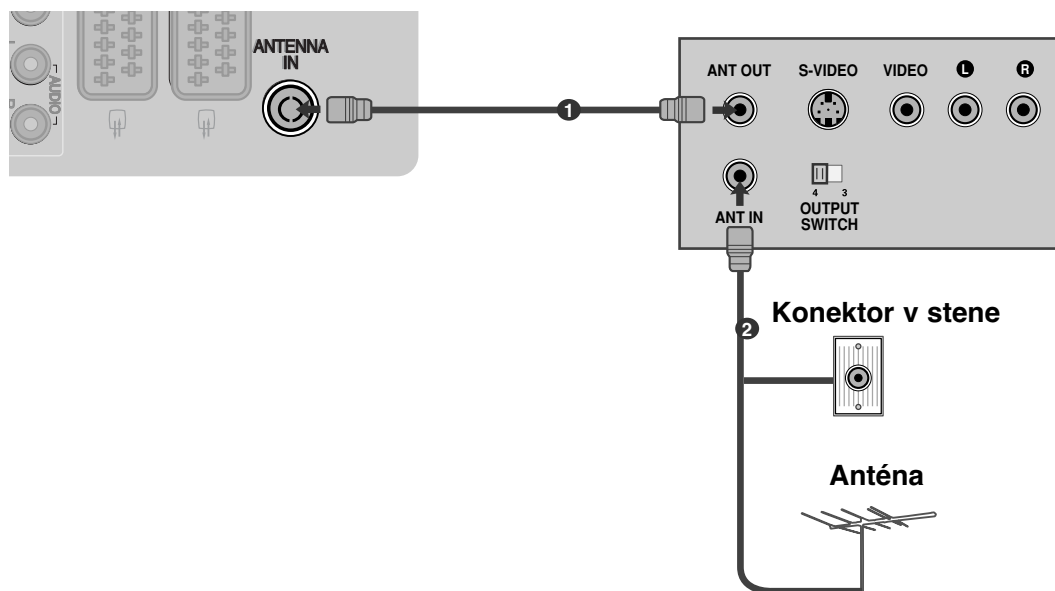 ANTENNA
IN
AUDIO
ANT OUT
S-VIDEO
VIDEO
L
R
1
4 3
OUTPUT
SWITCH
ANT IN
2
Konektor v stene
Anténa